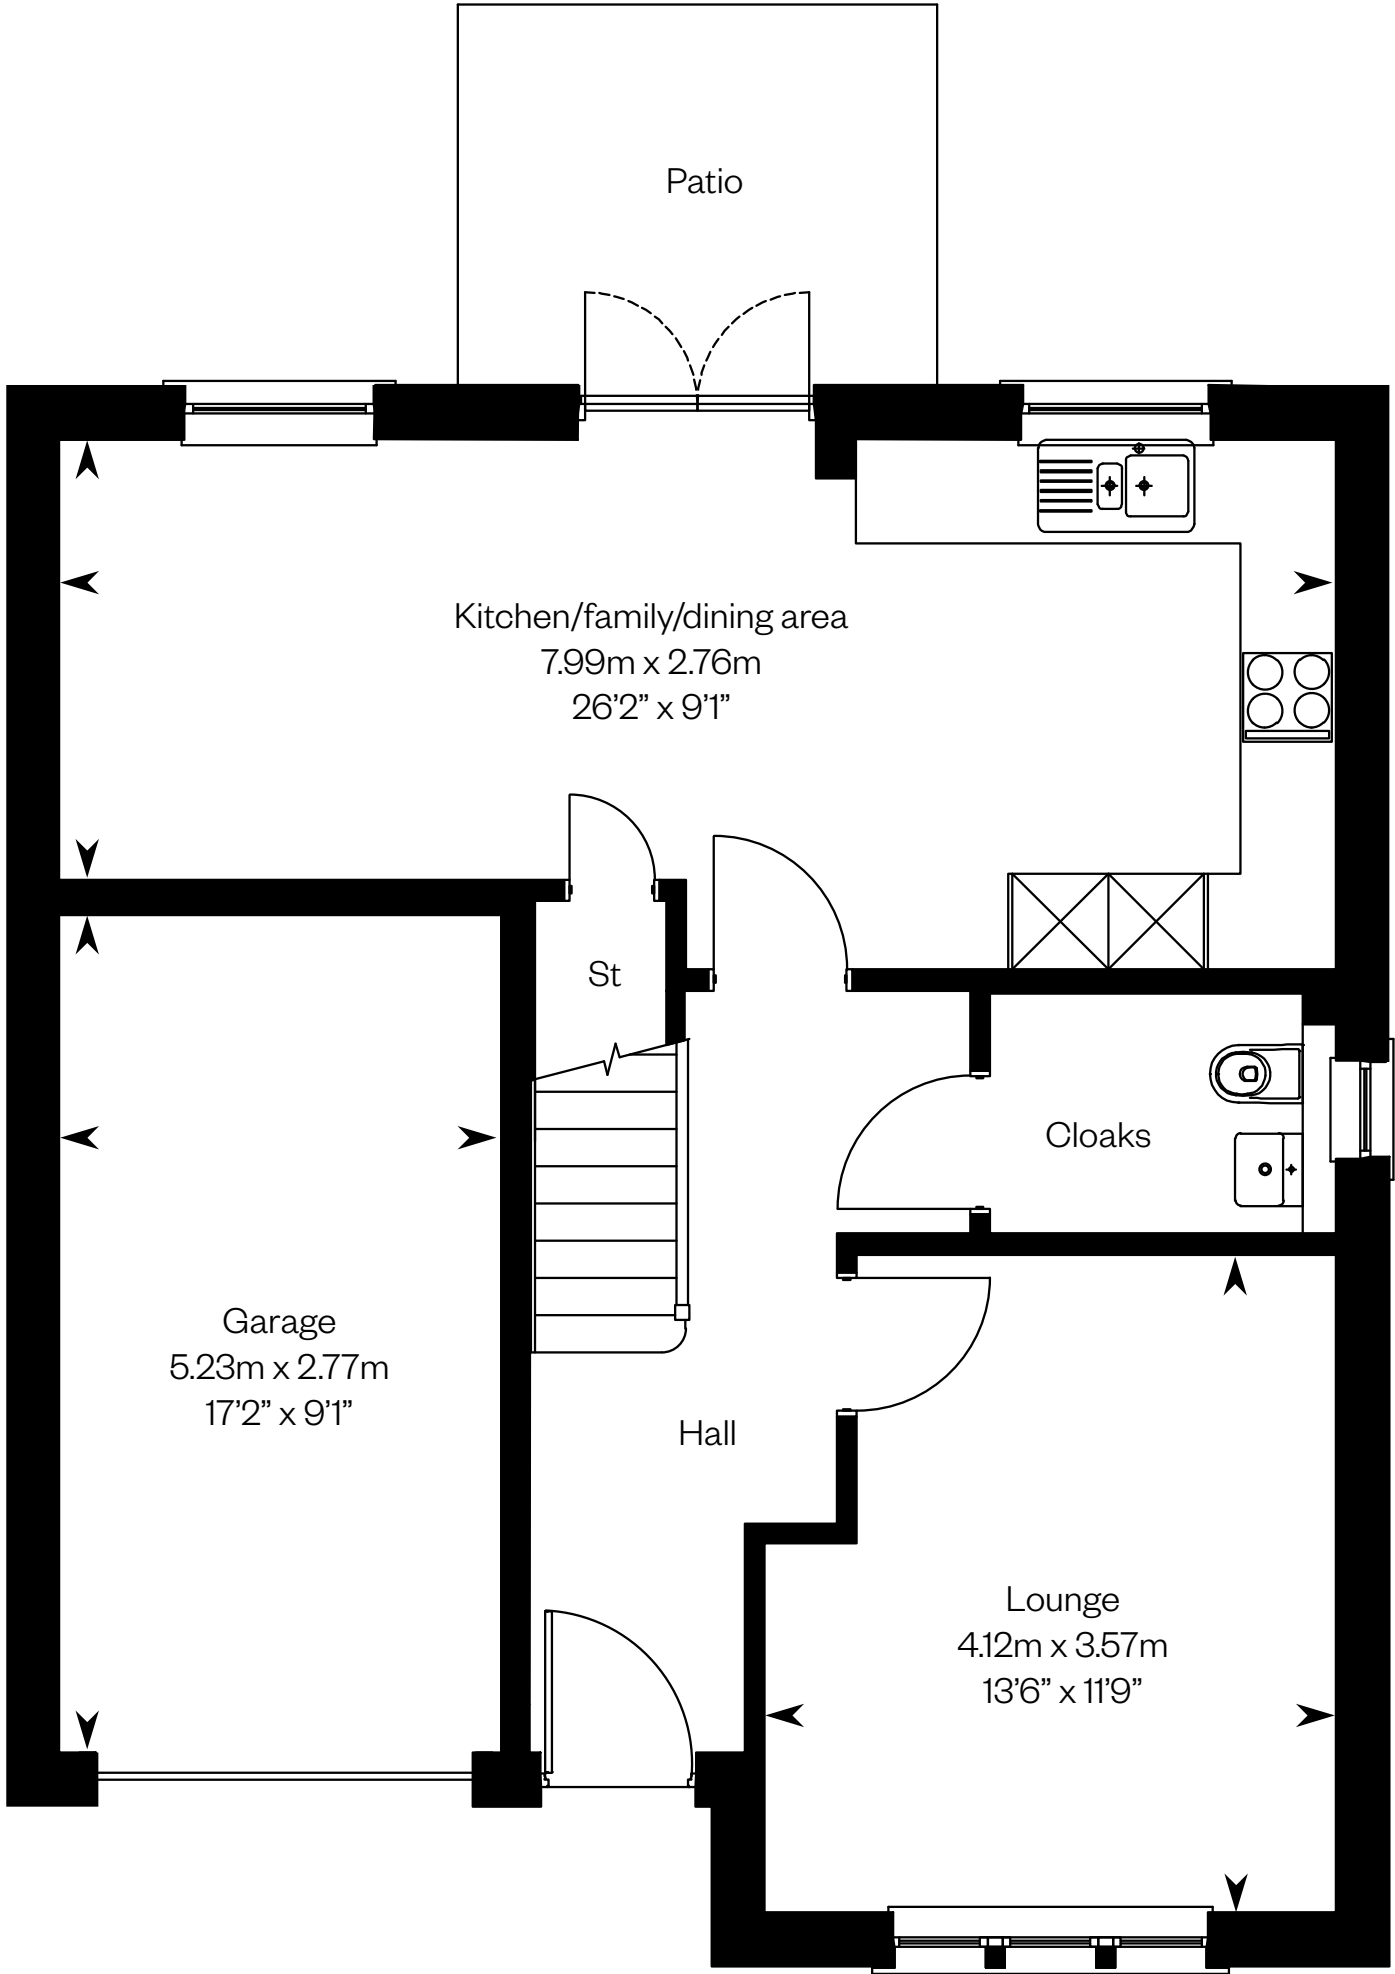 Patio
Kitchen/family/dining area
7.99m x 2.76m
26’2” x 9’1”
St
Cloaks
Garage
5.23m x 2.77m
17’2” x 9’1”
Hall
Lounge
4.12m x 3.57m
13’6” x 11’9”